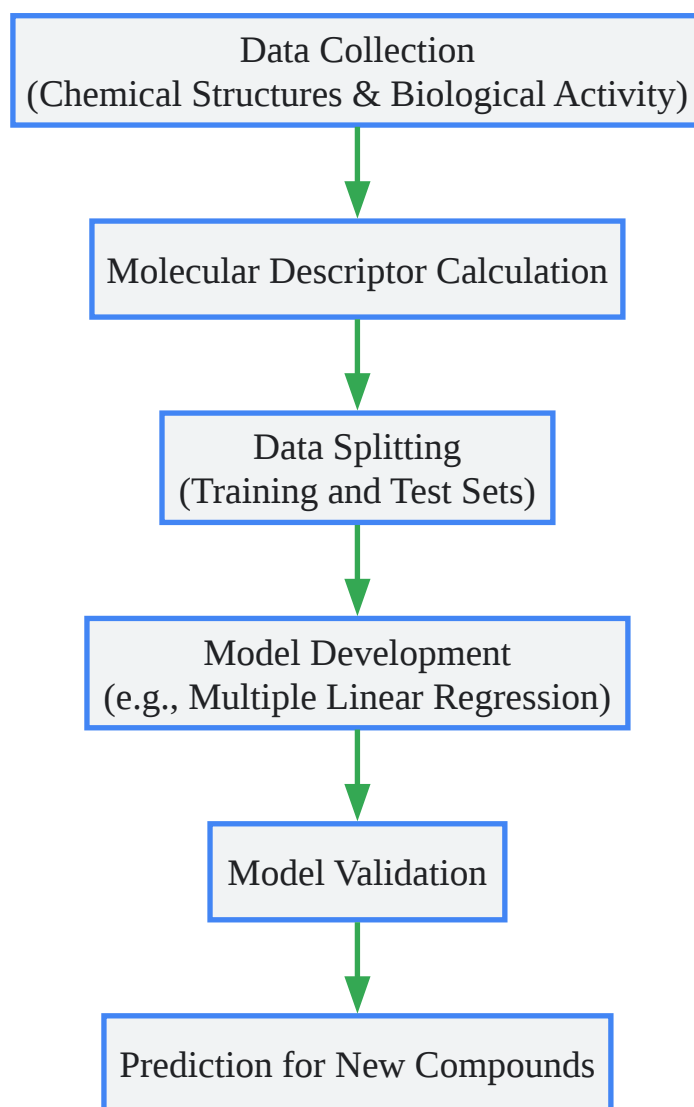 Data Collection
(Chemical Structures & Biological Activity)
Molecular Descriptor Calculation
Data Splitting
(Training and Test Sets)
Model Development
(e.g., Multiple Linear Regression)
Model Validation
Prediction for New Compounds